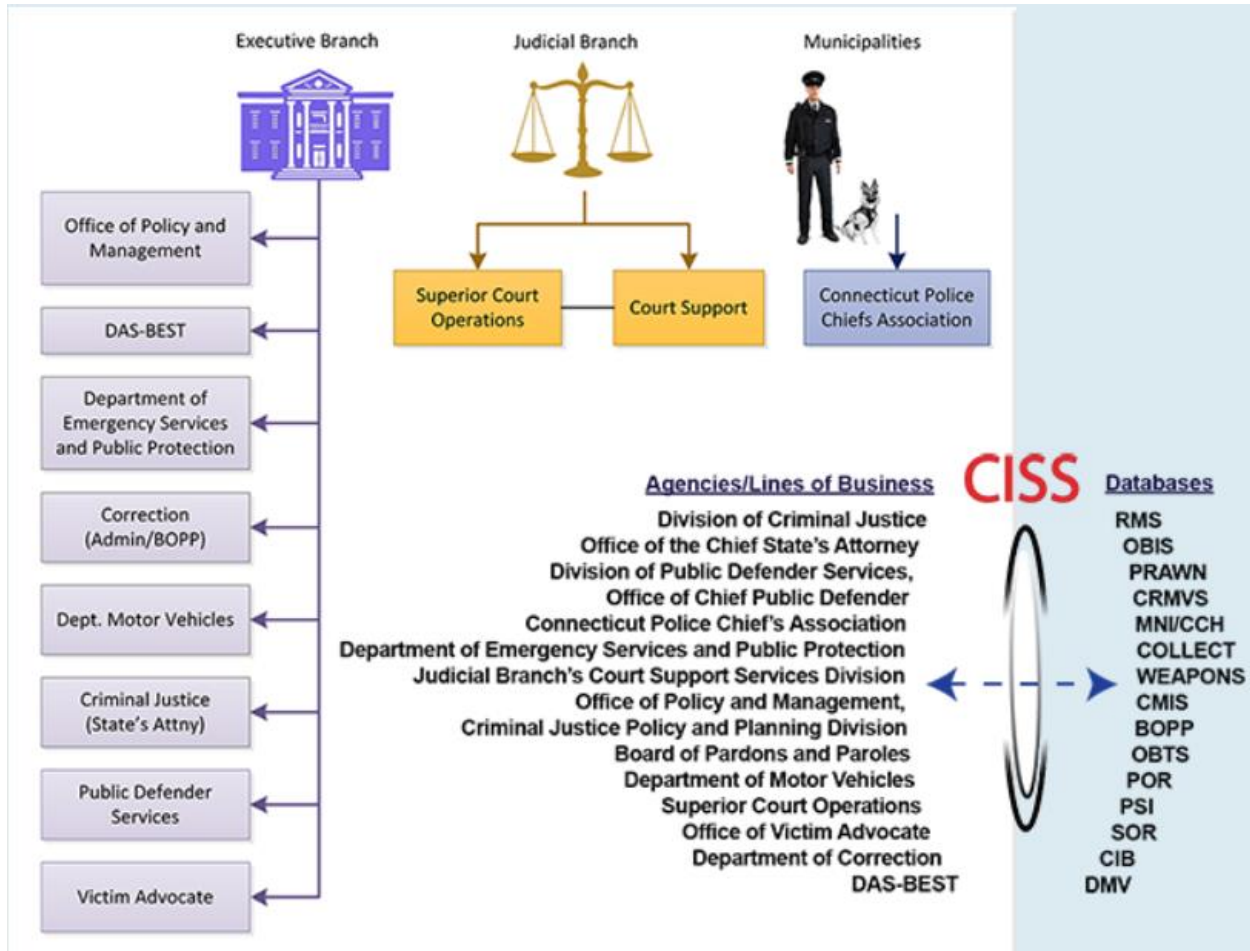 Executive Branch
Judicial Branch
Municipalities
Office of Policy and
Management
DAS-BEST
Department of
Emergency Services
and Public Protection
Correction
(Admin/BOPP)
Dept. Motor Vehicles
Criminal Justice
(State's Attny)
Public Defender
Services
Victim Advocate
Superior Court
Operations
Court Support
Connecticut Police
Chiefs Association
CISS
Agencies/Lines of Business
Division of Criminal Justice
Office of the Chief State's Attorney
Division of Public Defender Services,
Office of Chief Public Defender
Connecticut Police Chief's Association
Department of Emergency Services and Public Protection
Judicial Branch's Court Support Services Division
Office of Policy and Management,
Criminal Justice Policy and Planning Division
Board of Pardons and Paroles
Department of Motor Vehicles
Superior Court Operations
Office of Victim Advocate
Department of Correction
DAS-BEST
Databases
RMS
OBIS
PRAWN
CRMVS
MNI/CCH
COLLECT
WEAPONS
CMIS
BOPP
OBTS
POR
PSI
SOR
CIB
DMV